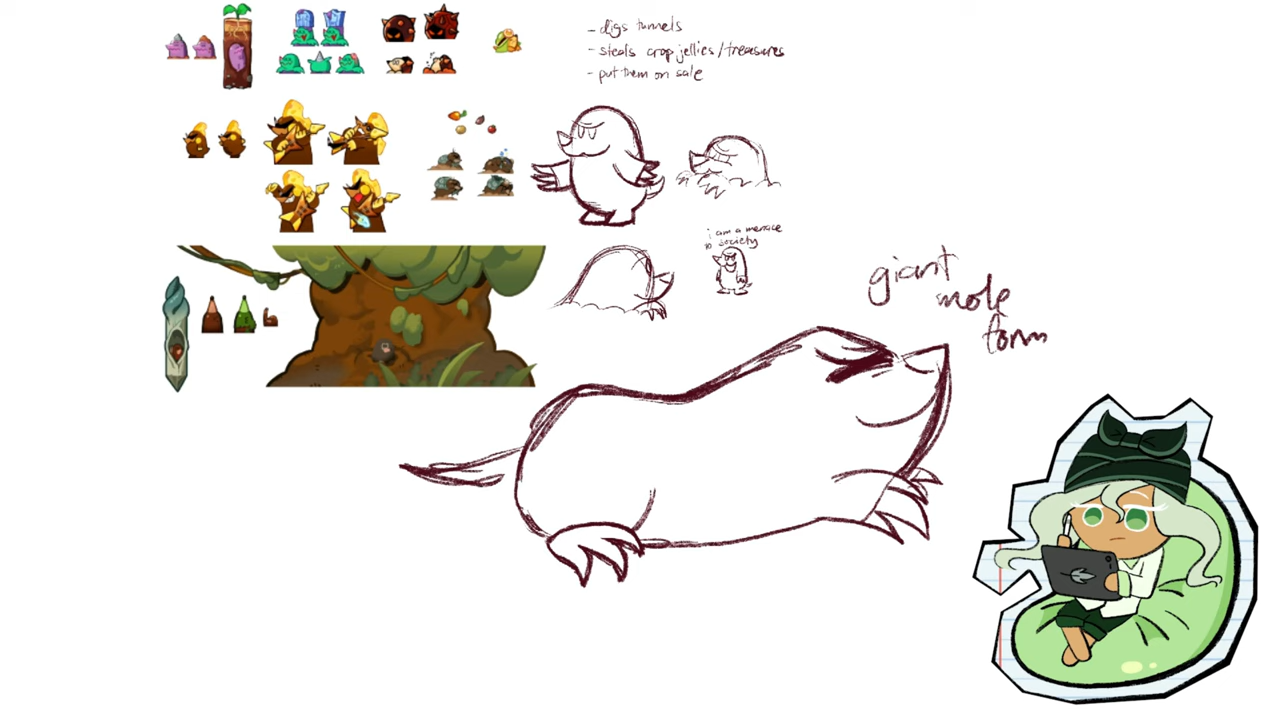 - digs tunnels
- steals crop jellies/treasures
- put them on sale
i am a menace
to society
giant
mole
form